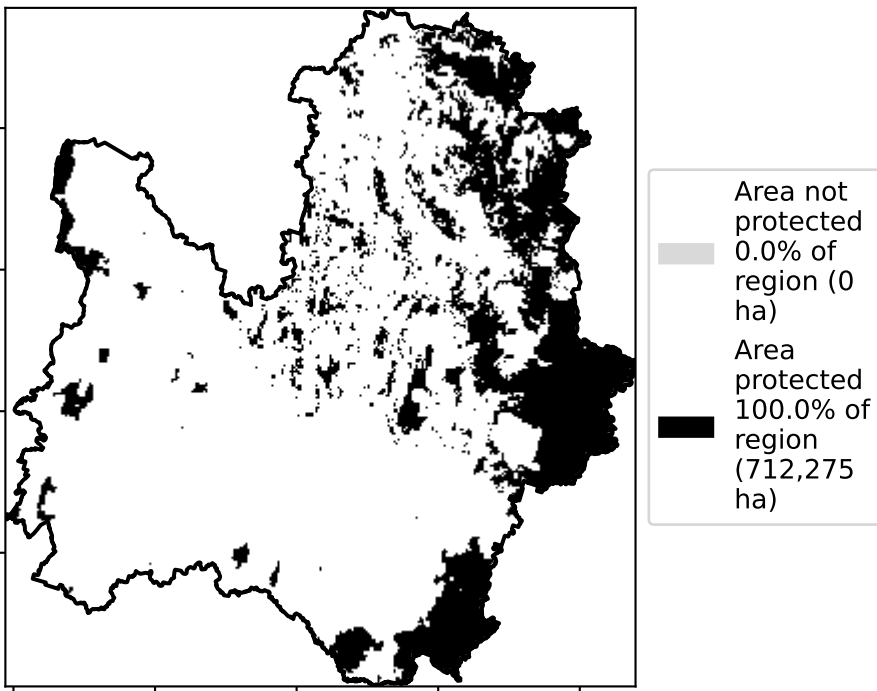 Area not
protected
0.0% of
region (0
ha)
Area
protected
100.0% of
region
(712,275
ha)